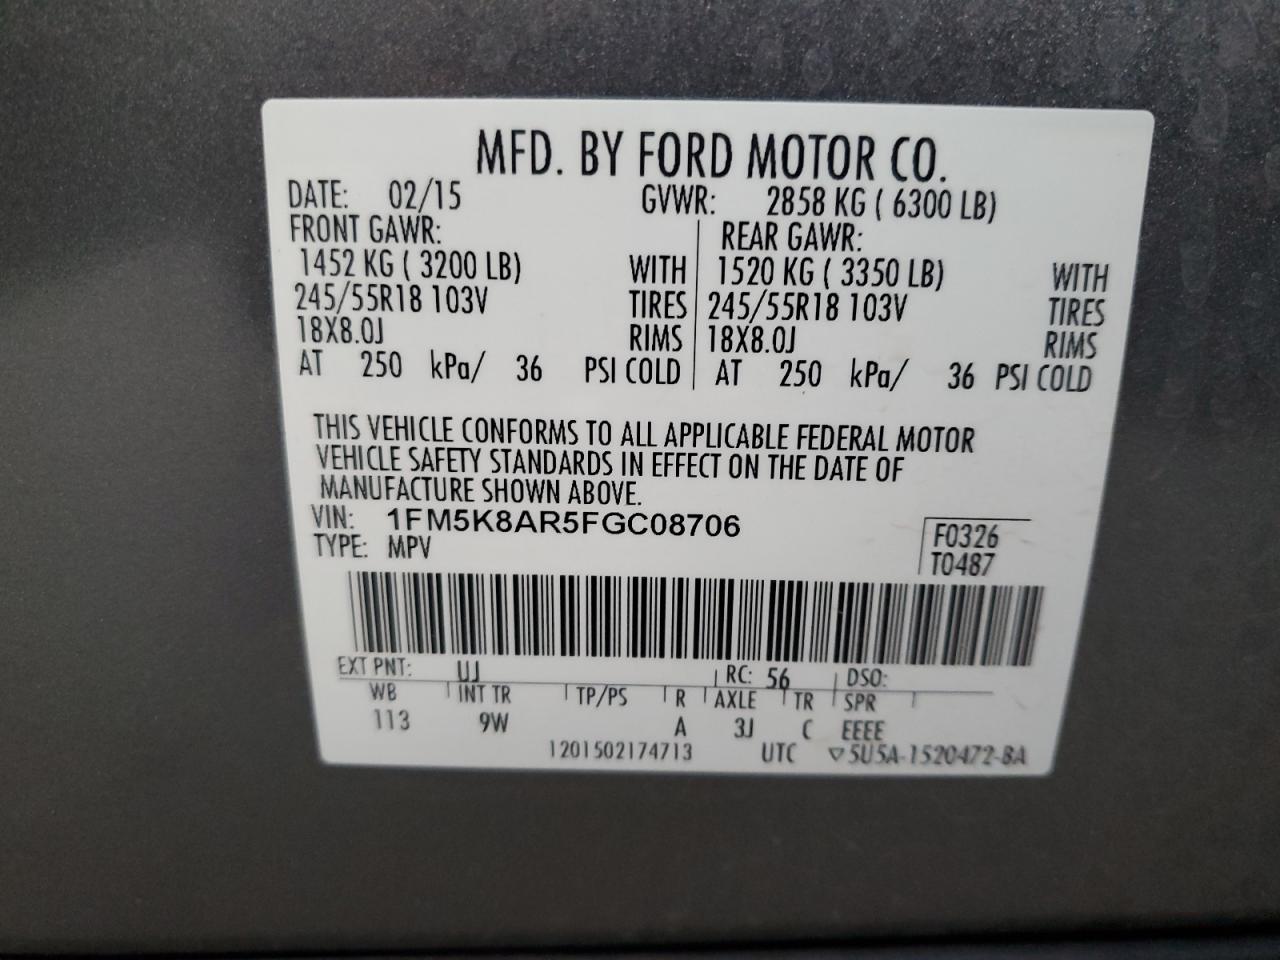 MFD. BY FORD MOTOR CO.
DATE: 02/15 GVWR: 2858 KG ( 6300 LB)
FRONT GAWR: REAR GAWR:
1452 KG ( 3200 LB) WITH 1520 KG ( 3350 LB) WITH
245/55R18 103V TIRES 245/55R18 103V TIRES
18X8.0J RIMS 18X8.0J RIMS
AT 250 kPa/ 36 PSI COLD AT 250 kPa/ 36 PSI COLD
THIS VEHICLE CONFORMS TO ALL APPLICABLE FEDERAL MOTOR
VEHICLE SAFETY STANDARDS IN EFFECT ON THE DATE OF
MANUFACTURE SHOWN ABOVE.
VIN: 1FM5K8AR5FGC08706 F0326
TYPE: MPV T0487
EXT PNT: UJ RC: 56 DSO:
WB INT TR TP/PS R AXLE TR SPR
113 9W A 3J C EEEE
1201502174713 UTC ▽5U5A-1520472-BA